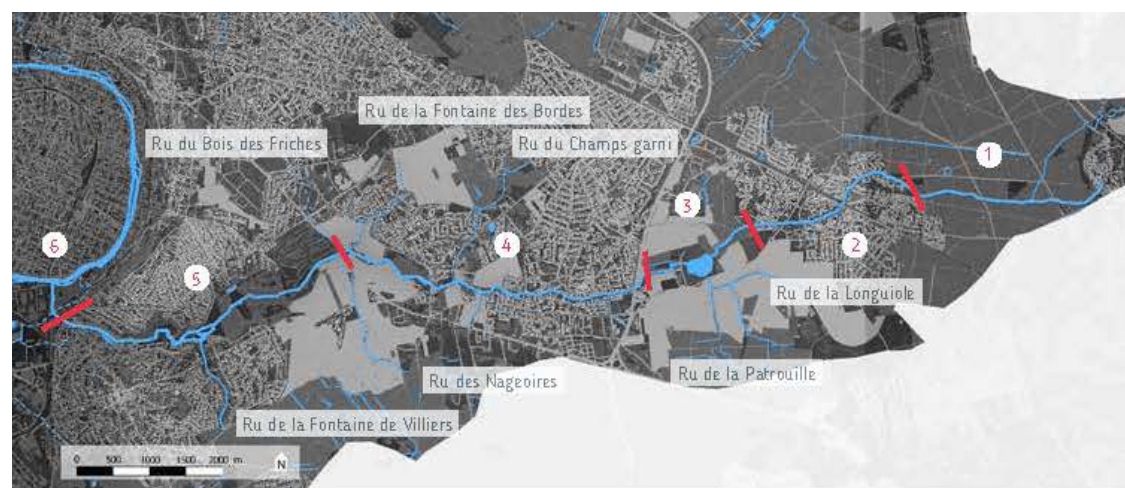 Ru de la Fontaine des Bordes
Ru du Bois des Friches
Ru du Champs garni
1
3
6
4
2
5
Ru de la Longuiole
Ru des Nageoires
Ru de la Patrouille
Ru de la Fontaine de Villiers
0 500 1000 1500 2000 m
N